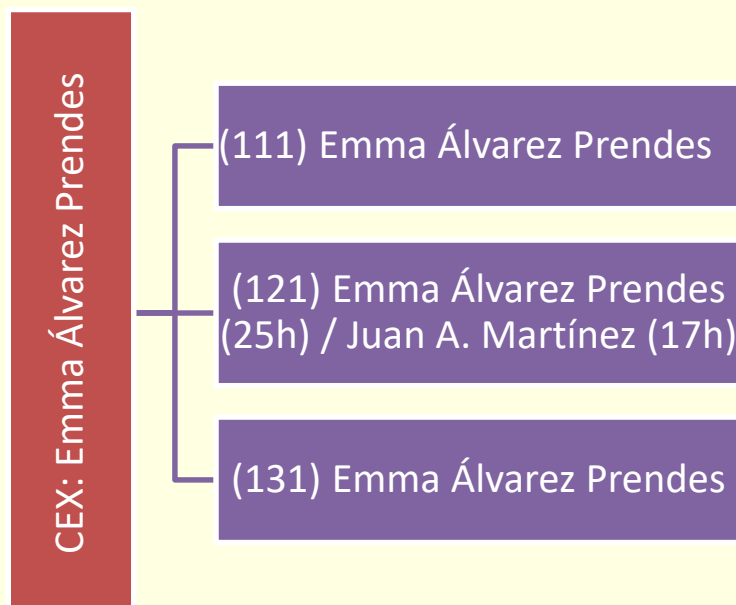 CEX: Emma Álvarez Prendes
(111) Emma Álvarez Prendes
(121) Emma Álvarez Prendes
(25h) / Juan A. Martínez (17h)
(131) Emma Álvarez Prendes